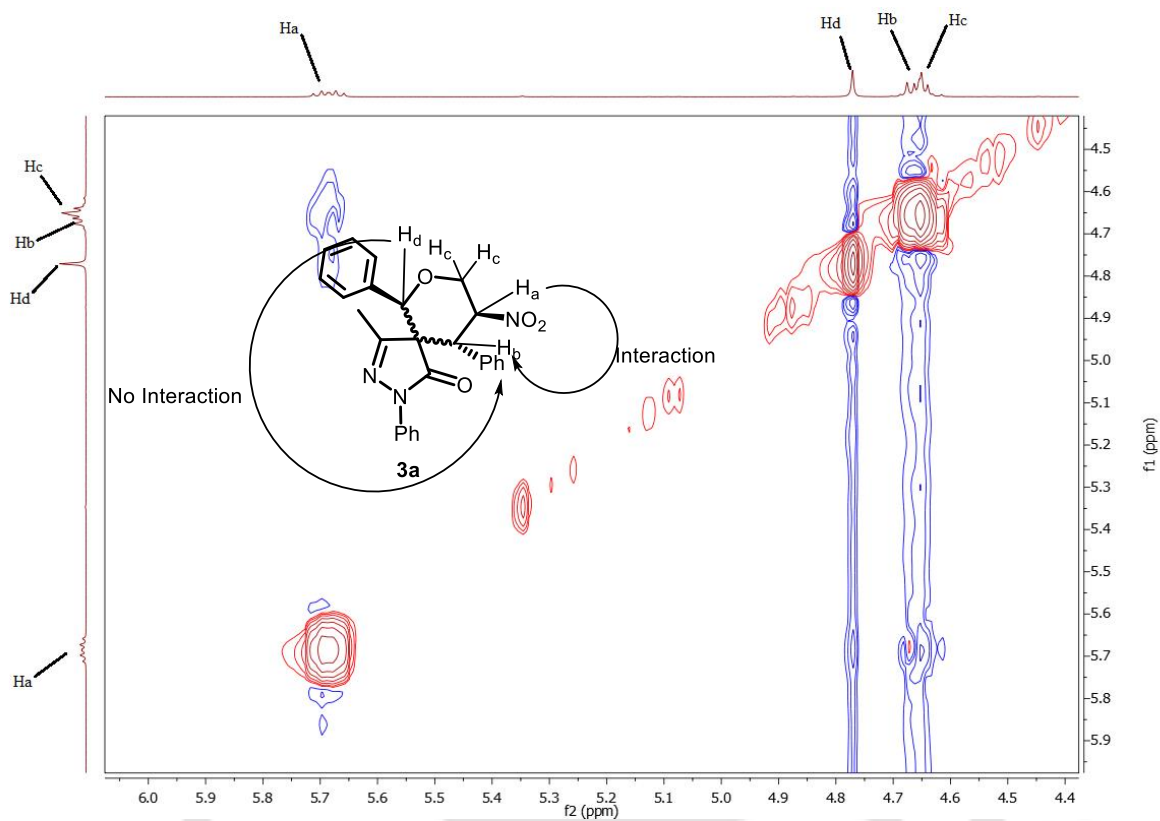 Ha
Hd
Hb
Hc
Hc
Hb
Hd
Ha
Hd
Hc
Hc
O
Ha
NO2
Hb
Ph
Interaction
No Interaction
N
N
O
Ph
3a
4.5
4.6
4.7
4.8
4.9
5.0
5.1
5.2
5.3
5.4
5.5
5.6
5.7
5.8
5.9
f1 (ppm)
6.0 5.9 5.8 5.7 5.6 5.5 5.4 5.3 5.2 5.1 5.0 4.9 4.8 4.7 4.6 4.5 4.4
f2 (ppm)